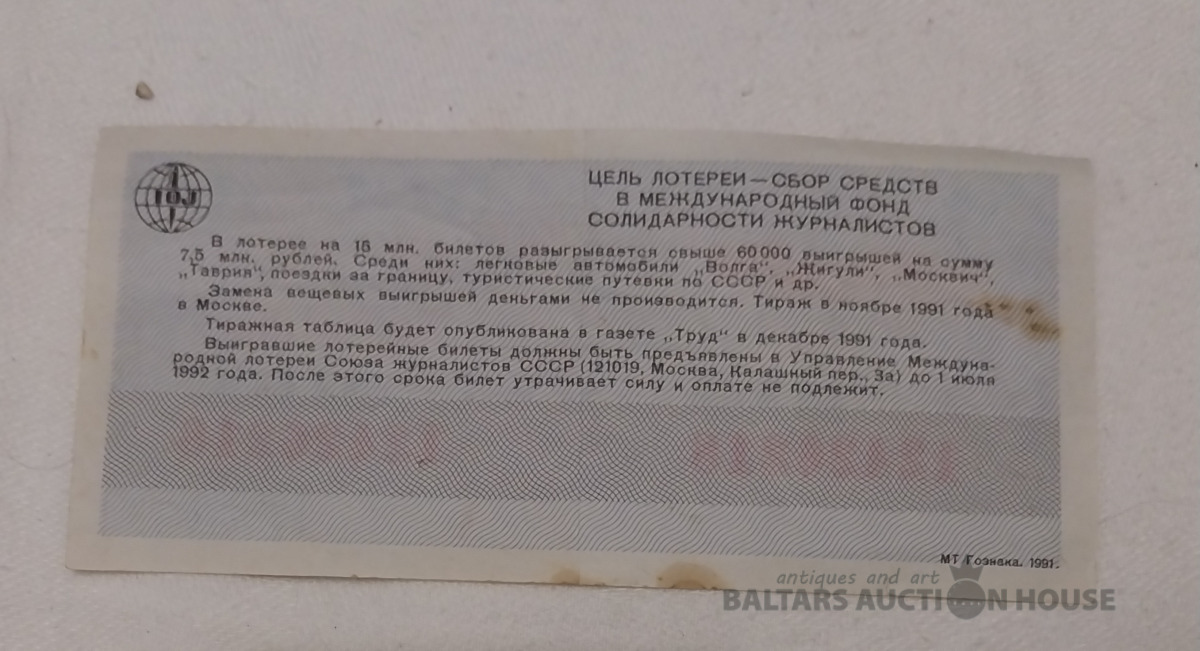 IOJ
ЦЕЛЬ ЛОТЕРЕИ — СБОР СРЕДСТВ
В МЕЖДУНАРОДНЫЙ ФОНД
СОЛИДАРНОСТИ ЖУРНАЛИСТОВ
В лотерее на 16 млн. билетов разыгрывается свыше 60 000 выигрышей на сумму
7,5 млн. рублей. Среди них: легковые автомобили „Волга“, „Жигули“, „Москвич“,
„Таврия“, поездки за границу, туристические путевки по СССР и др.
Замена вещевых выигрышей деньгами не производится. Тираж в ноябре 1991 года
в Москве.
Тиражная таблица будет опубликована в газете „Труд“ в декабре 1991 года.
Выигравшие лотерейные билеты должны быть предъявлены в Управление Междуна-
родной лотереи Союза журналистов СССР (121019, Москва, Калашный пер., 3а) до 1 июля
1992 года. После этого срока билет утрачивает силу и оплате не подлежит.
МТ Гознака. 1991.
antiques and art
BALTARS AUCTION HOUSE